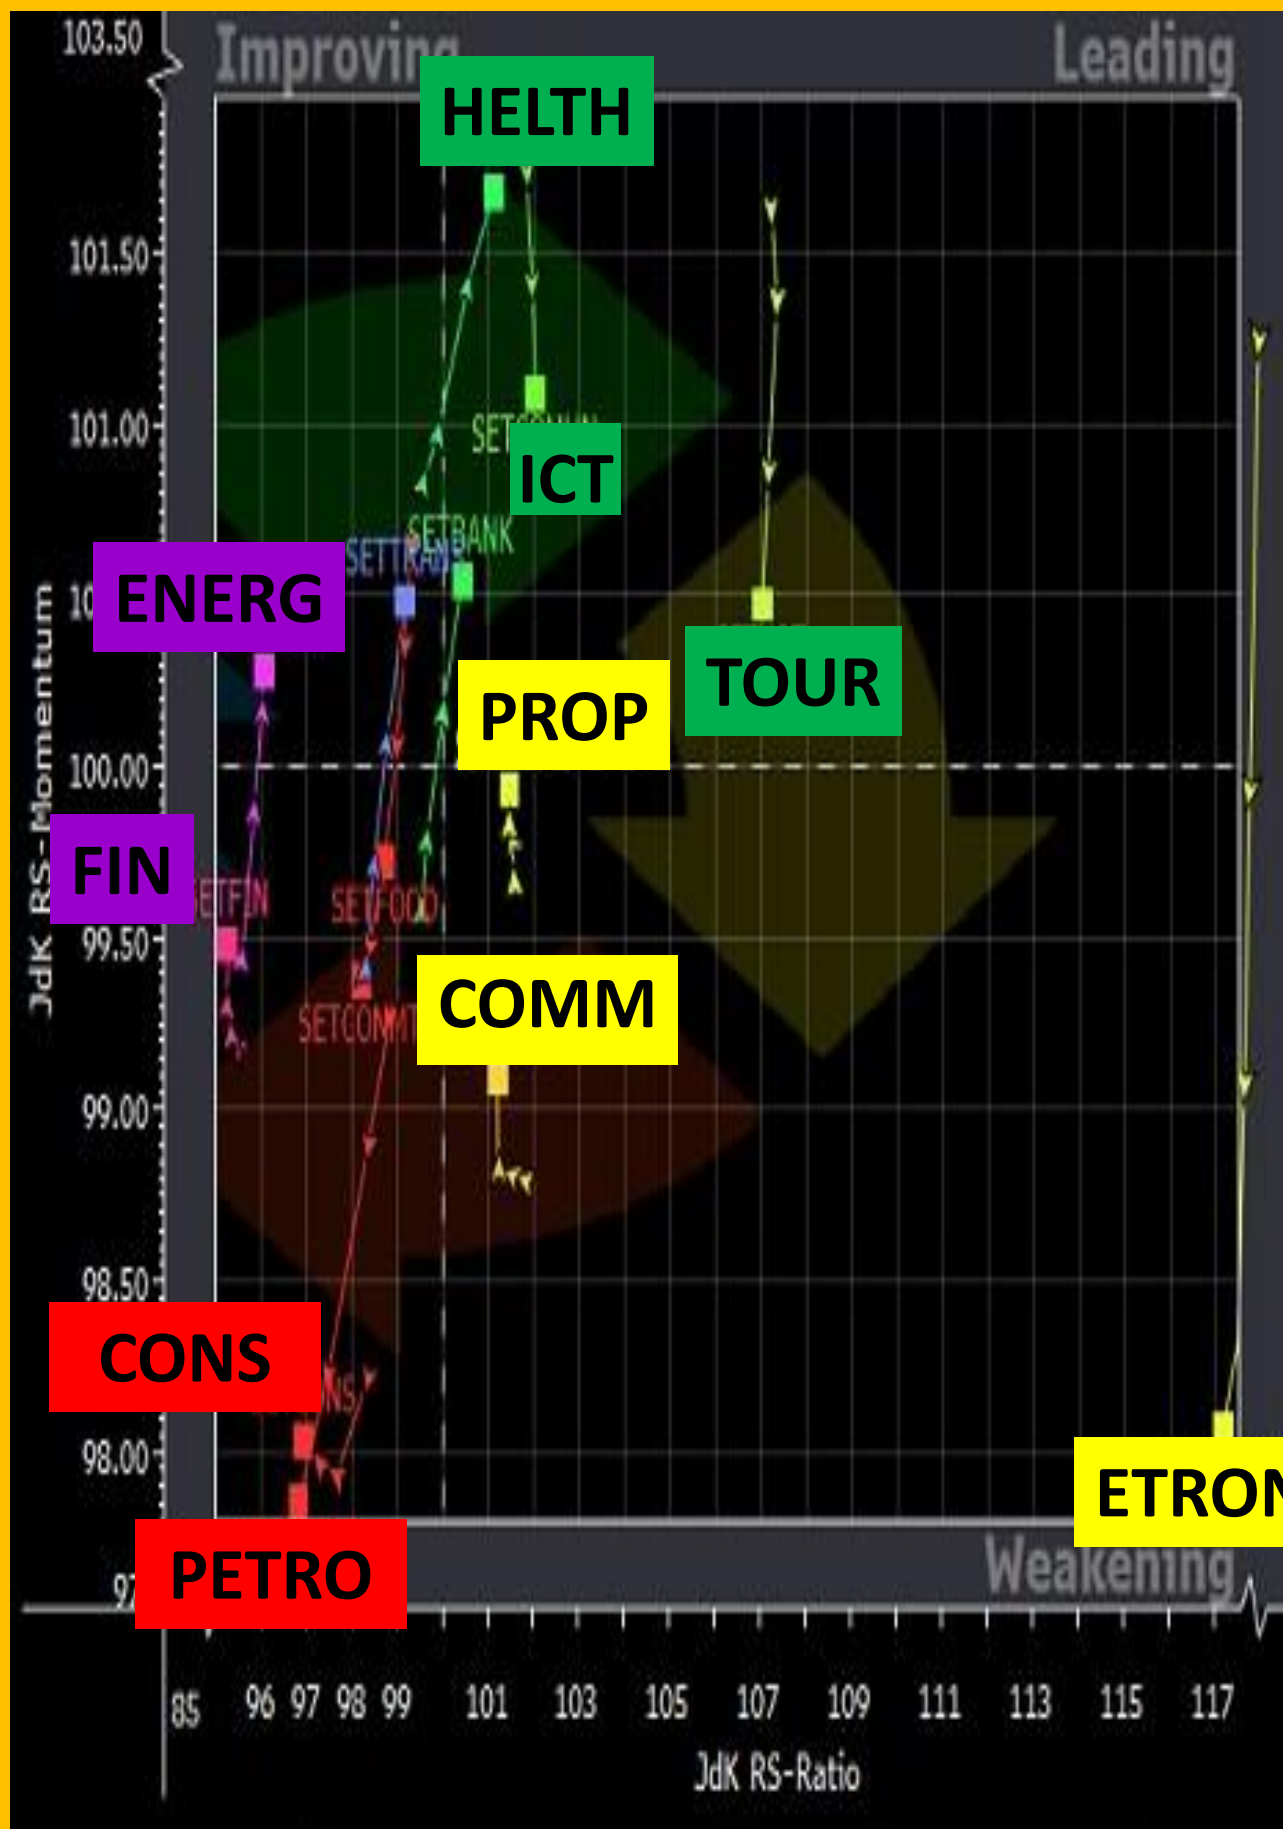 103.50
Improving
Leading
HELTH
101.50
101.00
ICT
SETBANK
ENERG
TOUR
PROP
100.00
FIN
SETFOOD
99.50
COMM
99.00
98.50
CONS
98.00
ETRON
PETRO
Weakening
JdK RS-Momentum
85 96 97 98 99 101 103 105 107 109 111 113 115 117
JdK RS-Ratio